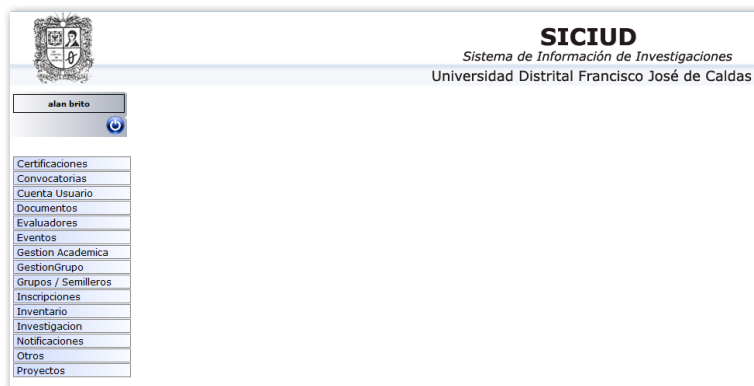 SICIUD
Sistema de Información de Investigaciones
Universidad Distrital Francisco José de Caldas
alan brito
Certificaciones
Convocatorias
Cuenta Usuario
Documentos
Evaluadores
Eventos
Gestion Academica
GestionGrupo
Grupos / Semilleros
Inscripciones
Inventario
Investigacion
Notificaciones
Otros
Proyectos